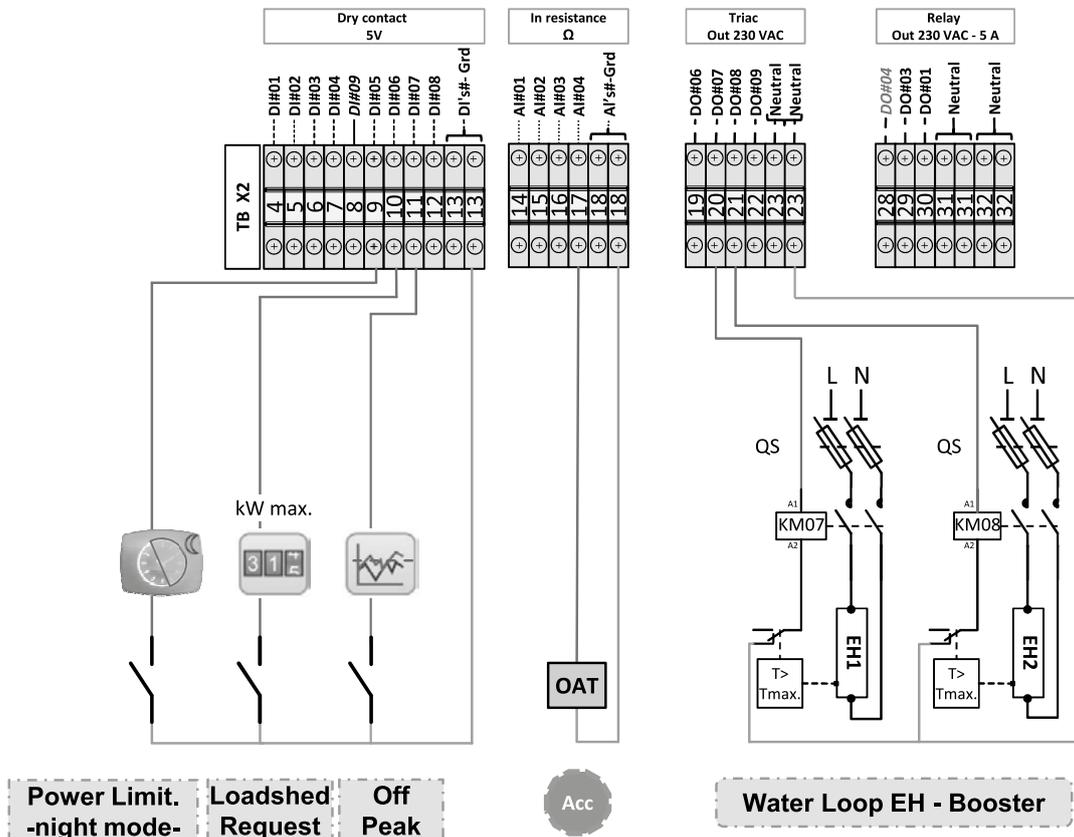 Dry contact
5V
In resistance
Ω
Triac
Out 230 VAC
Relay
Out 230 VAC - 5 A
DI#01
DI#02
DI#03
DI#04
DI#09
DI#05
DI#06
DI#07
DI#08
DI's#- Grd
AI#01
AI#02
AI#03
AI#04
AI's#-Grd
DO#06
DO#07
DO#08
DO#09
Neutral
Neutral
DO#04
DO#03
DO#01
Neutral
Neutral
TB X2
4
5
6
7
8
9
10
11
12
13
13
14
15
16
17
18
18
19
20
21
22
23
23
28
29
30
31
31
32
32
L N
L N
QS
QS
kW max.
A1
KM07
A2
A1
KM08
A2
3 1
EH1
EH2
T>
Tmax.
T>
Tmax.
OAT
Power Limit.
-night mode-
Loadshed
Request
Off
Peak
Acc
Water Loop EH - Booster